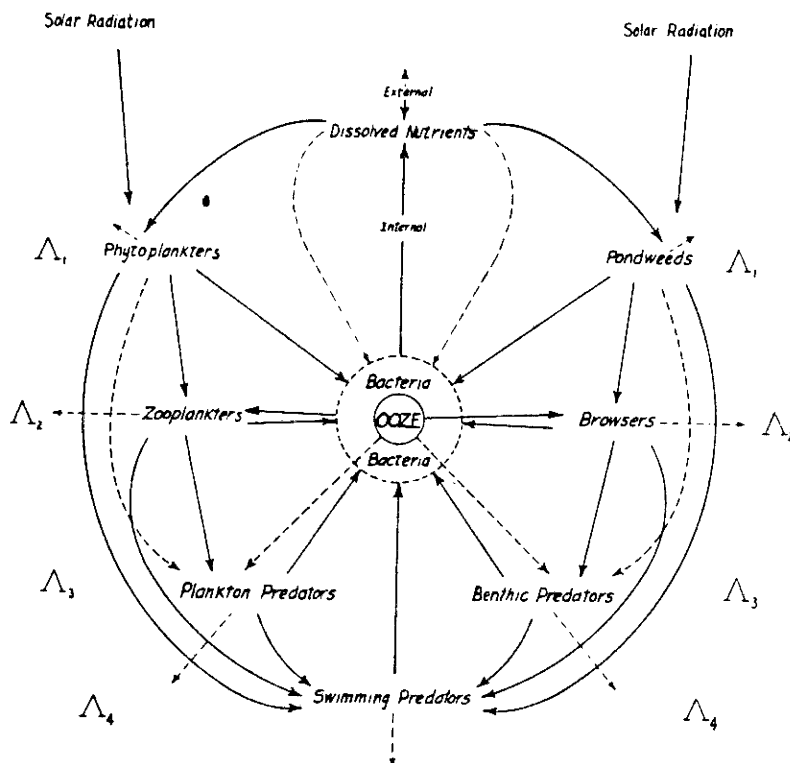 Solar Radiation
Solar Radiation
External
Dissolved Nutrients
Internal
Λ₁
Phytoplankters
Pondweeds
Λ₁
Bacteria
Λ₂
Zooplankters
OOZE
Browsers
Λ
Bacteria
Λ₃
Plankton Predators
Benthic Predators
Λ₃
Λ₄
Swimming Predators
Λ₄